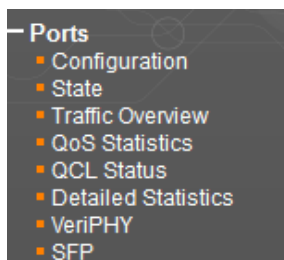 Ports
Configuration
State
Traffic Overview
QoS Statistics
QCL Status
Detailed Statistics
VeriPHY
SFP